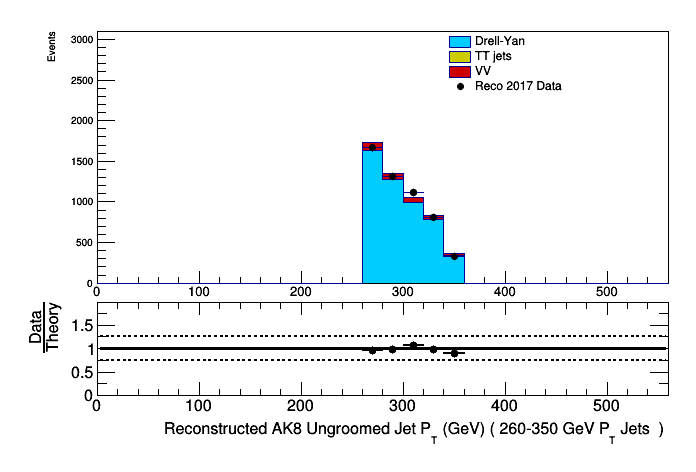 Events
3000
2500
2000
1500
1000
500
0
Drell-Yan
TT jets
VV
Reco 2017 Data
0 100 200 300 400 500
Data
Theory
1.5
1
0.5
0
0 100 200 300 400 500
Reconstructed AK8 Ungroomed Jet P_T (GeV) ( 260-350 GeV P_T Jets )